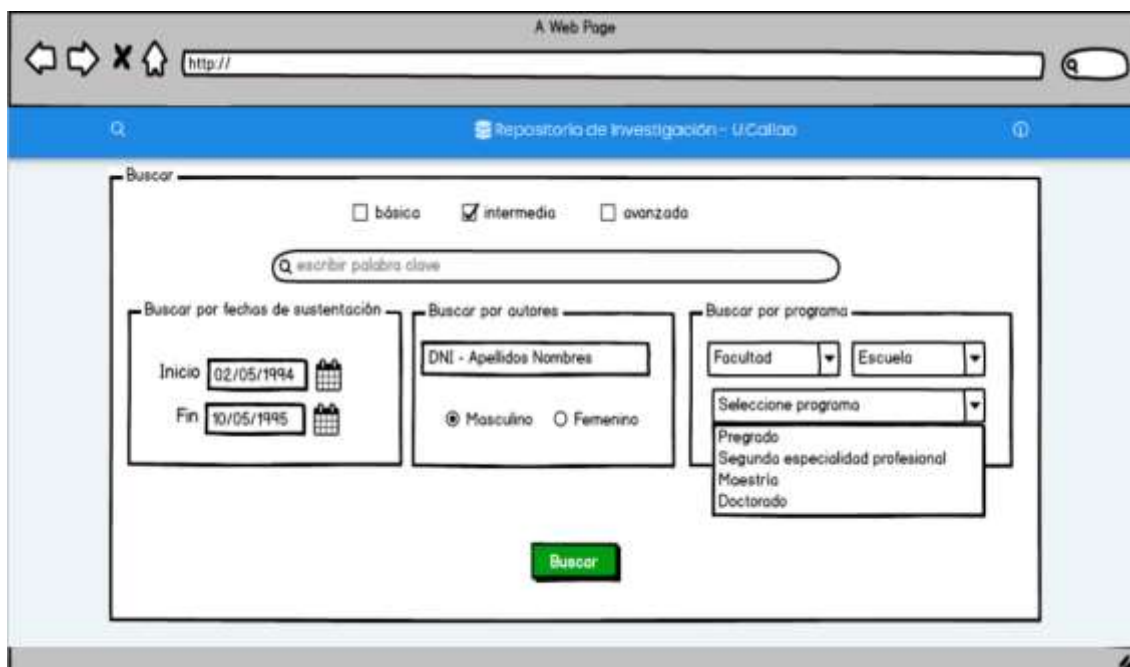 A Web Page
http://
Repositorio de Investigación - U.Callao
Buscar
básica intermedia avanzada
escribir palabra clave
Buscar por fechas de sustentación
Inicio 02/05/1994
Fin 10/05/1995
Buscar por autores
DNI - Apellidos Nombres
Masculino Femenino
Buscar por programa
Facultad Escuela
Seleccione programa
Pregrado
Segunda especialidad profesional
Maestría
Doctorado
Buscar